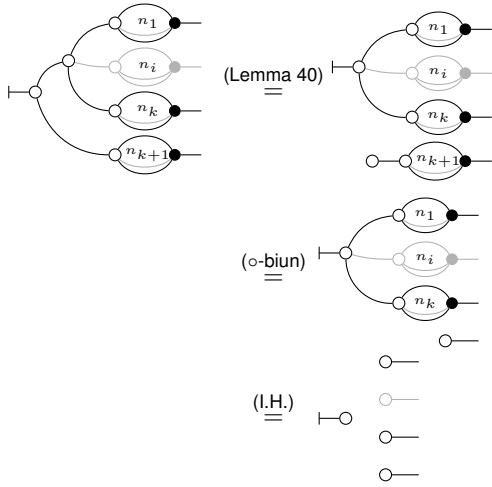 n₁ n₁
nᵢ (Lemma 40) nᵢ
nₖ = nₖ
nₖ₊₁ nₖ₊₁
n₁
(○-biun) nᵢ
= nₖ
(I.H.)
=